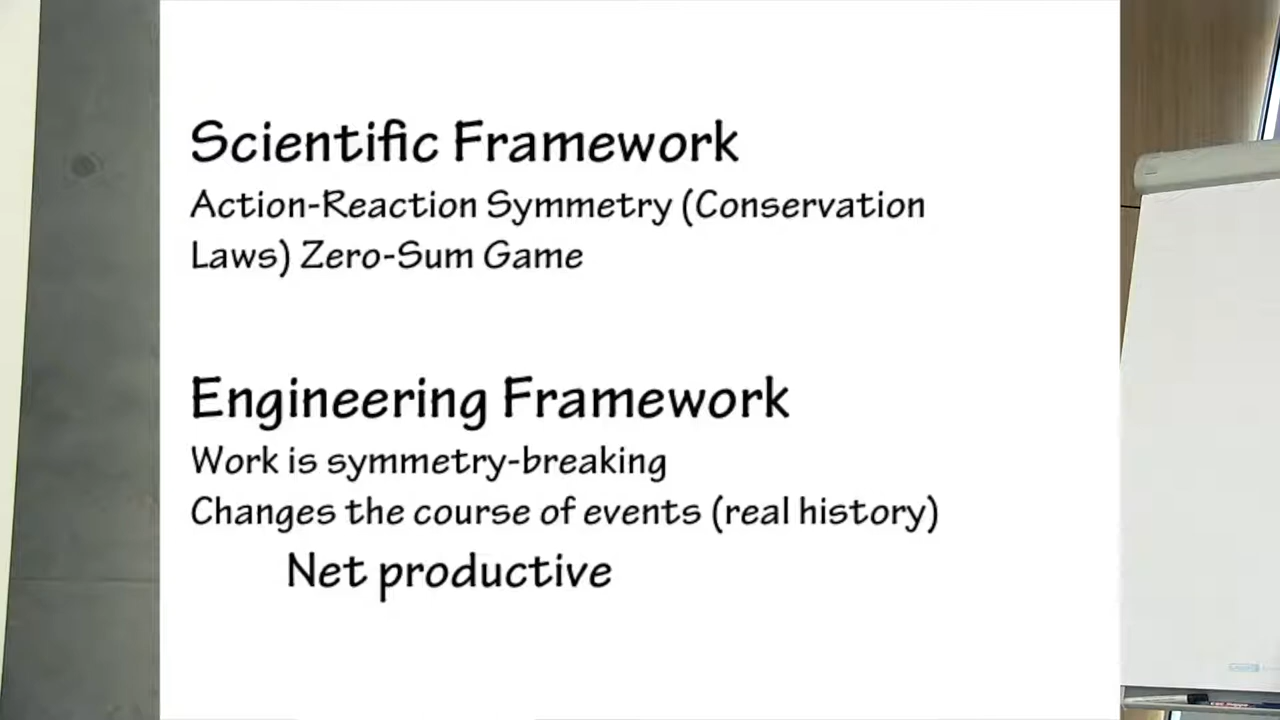 Scientific Framework
Action-Reaction Symmetry (Conservation
Laws) Zero-Sum Game
Engineering Framework
Work is symmetry-breaking
Changes the course of events (real history)
Net productive